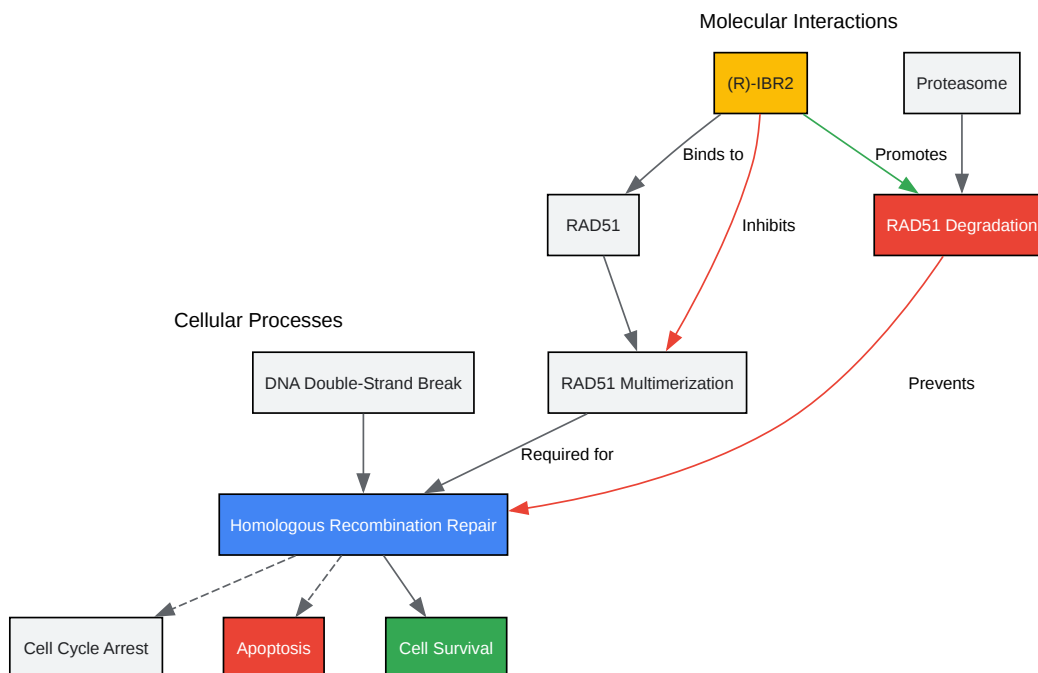 Molecular Interactions
(R)-IBR2
Proteasome
Binds to
Promotes
RAD51
Inhibits
RAD51 Degradation
Cellular Processes
DNA Double-Strand Break
RAD51 Multimerization
Prevents
Required for
Homologous Recombination Repair
Cell Cycle Arrest
Apoptosis
Cell Survival